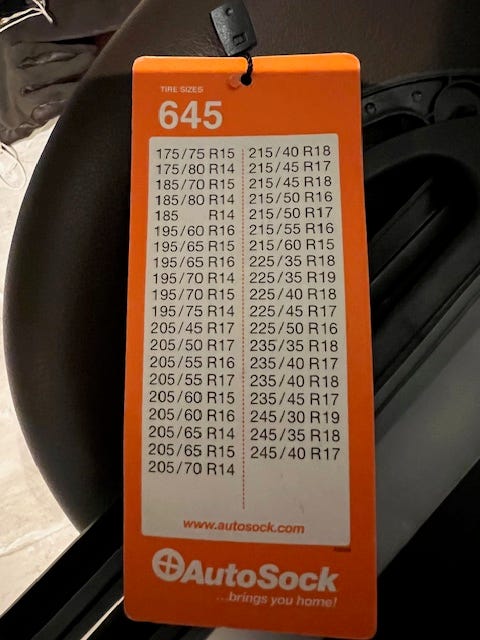 TIRE SIZES
645
175/75 R15
175/80 R14
185/70 R15
185/80 R14
185 R14
195/60 R16
195/65 R15
195/65 R16
195/70 R14
195/70 R15
195/75 R14
205/45 R17
205/50 R17
205/55 R16
205/55 R17
205/60 R15
205/60 R16
205/65 R14
205/65 R15
205/70 R14
215/40 R18
215/45 R17
215/45 R18
215/50 R16
215/50 R17
215/55 R16
215/60 R15
225/35 R18
225/35 R19
225/40 R18
225/45 R17
225/50 R16
235/35 R18
235/40 R17
235/40 R18
235/45 R17
245/30 R19
245/35 R18
245/40 R17
www.autosock.com
AutoSock
...brings you home!